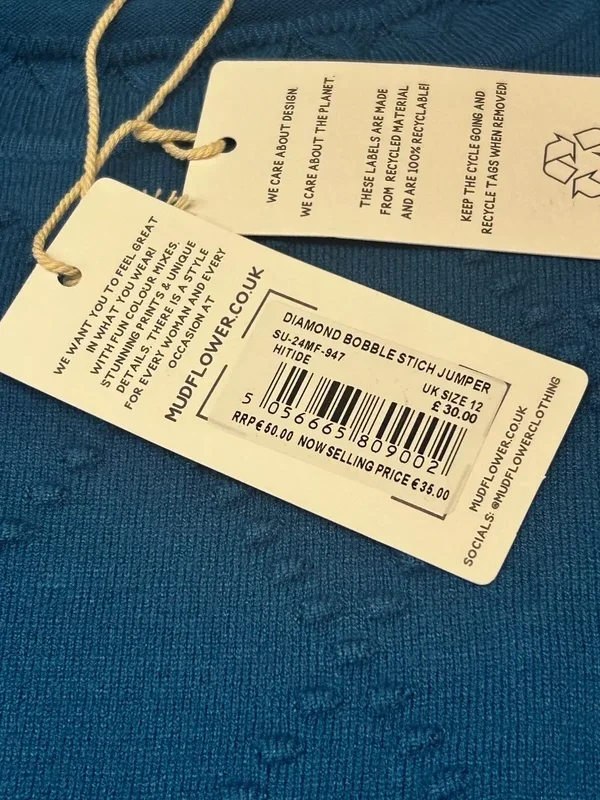 WE CARE ABOUT DESIGN.
WE CARE ABOUT THE PLANET.
THESE LABELS ARE MADE
FROM RECYCLED MATERIAL
AND ARE 100% RECYCLABLE!
KEEP THE CYCLE GOING AND
RECYCLE TAGS WHEN REMOVED!
WE WANT YOU TO FEEL GREAT
IN WHAT YOU WEAR!
WITH FUN COLOUR MIXES,
STUNNING PRINTS & UNIQUE
DETAILS. THERE IS A STYLE
FOR EVERY WOMAN AND EVERY
OCCASION AT
MUDFLOWER.CO.UK
DIAMOND BOBBLE STICH JUMPER
SU-24MF-947
HITIDE
UK SIZE 12
£ 30.00
5 056665 809002
RRP €50.00 NOW SELLING PRICE €35.00
MUDFLOWER.CO.UK
SOCIALS: @MUDFLOWERCLOTHING